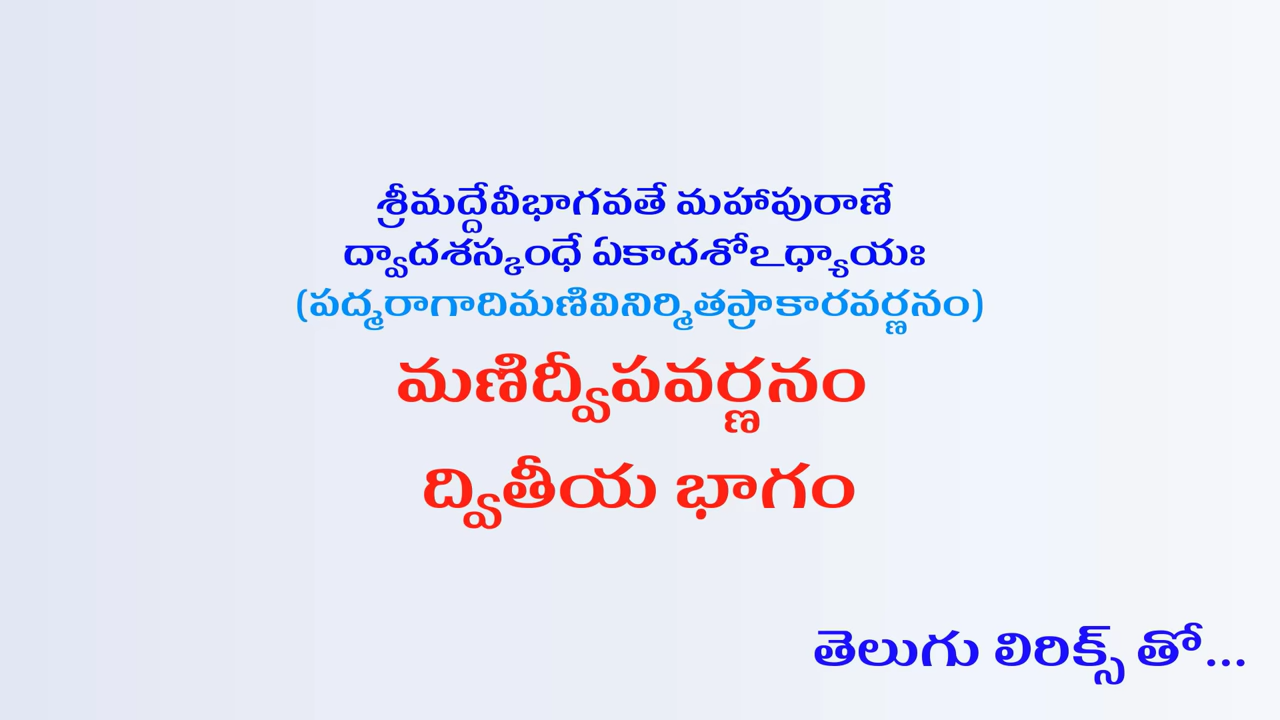 శ్రీమద్దేవీభాగవతే మహాపురాణే
ద్వాదశస్కంధే ఏకాదశోఽధ్యాయః
(పద్మరాగాదిమణివినిర్మితప్రాకారవర్ణనం)
మణిద్వీపవర్ణనం
ద్వితీయ భాగం
తెలుగు లిరిక్స్ తో...